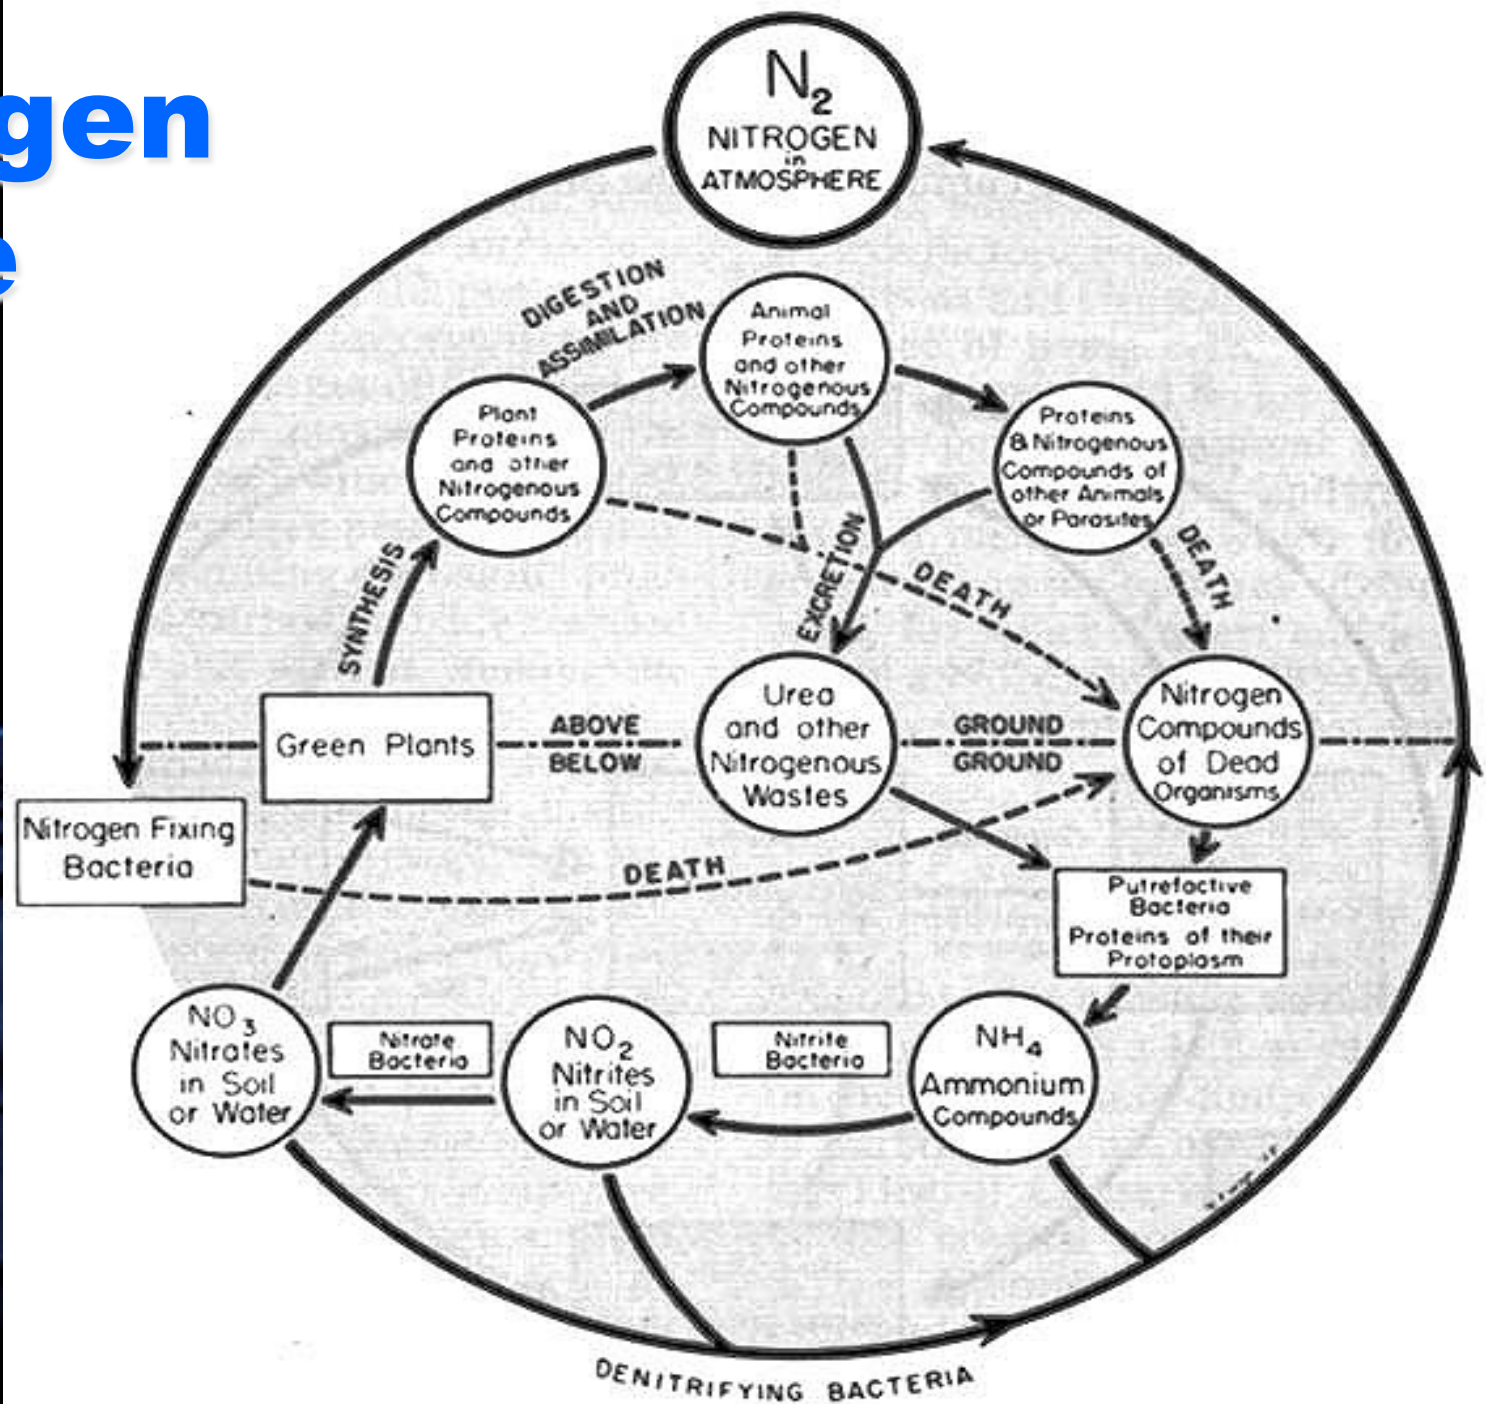 gen
e
N2
NITROGEN
in
ATMOSPHERE
DIGESTION
AND
ASSIMILATION
Animal
Proteins
and other
Nitrogenous
Compounds
Plant
Proteins
and other
Nitrogenous
Compounds
Proteins
& Nitrogenous
Compounds of
other Animals
or Parasites
SYNTHESIS
EXCRETION
DEATH
DEATH
Green Plants
ABOVE
BELOW
Urea
and other
Nitrogenous
Wastes
GROUND
GROUND
Nitrogen
Compounds
of Dead
Organisms
Nitrogen Fixing
Bacteria
DEATH
Putrefactive
Bacteria
Proteins of their
Protoplasm
NO3
Nitrates
in Soil
or Water
Nitrate
Bacteria
NO2
Nitrites
in Soil
or Water
Nitrite
Bacteria
NH4
Ammonium
Compounds
DENITRIFYING BACTERIA